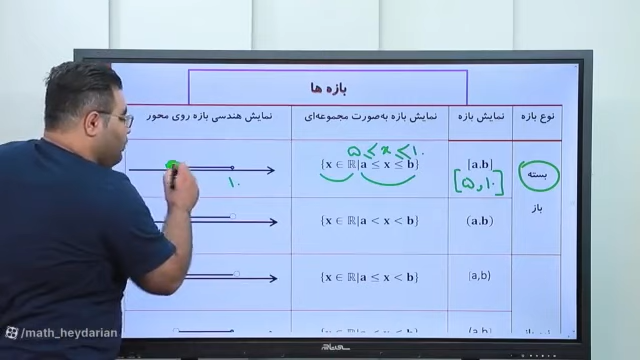 بازه ها
نوع بازه	نمایش بازه	نمایش بازه به‌صورت مجموعه‌ای	نمایش هندسی بازه روی محور
۵ ≤ x ≤ ۱۰
بسته	[a.b]	{x ∈ ℝ|a ≤ x ≤ b}
[۵,۱۰]
۱۰
باز	(a.b)	{x ∈ ℝ|a < x < b}
[a,b)	{x ∈ ℝ|a ≤ x < b}
/math_heydarian